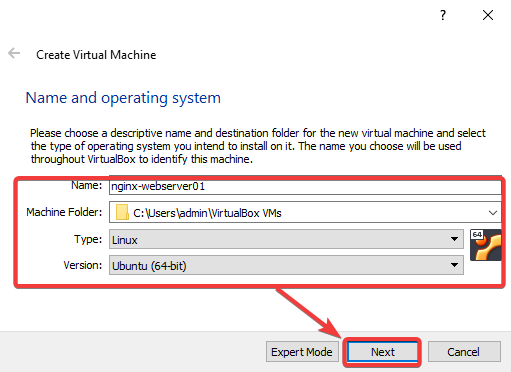 ?
Create Virtual Machine
Name and operating system
Please choose a descriptive name and destination folder for the new virtual machine and select
the type of operating system you intend to install on it. The name you choose will be used
throughout VirtualBox to identify this machine.
Name: nginx-webserver01
Machine Folder: C:\Users\admin\VirtualBox VMs
Type: Linux
64
Version: Ubuntu (64-bit)
Expert Mode Next Cancel